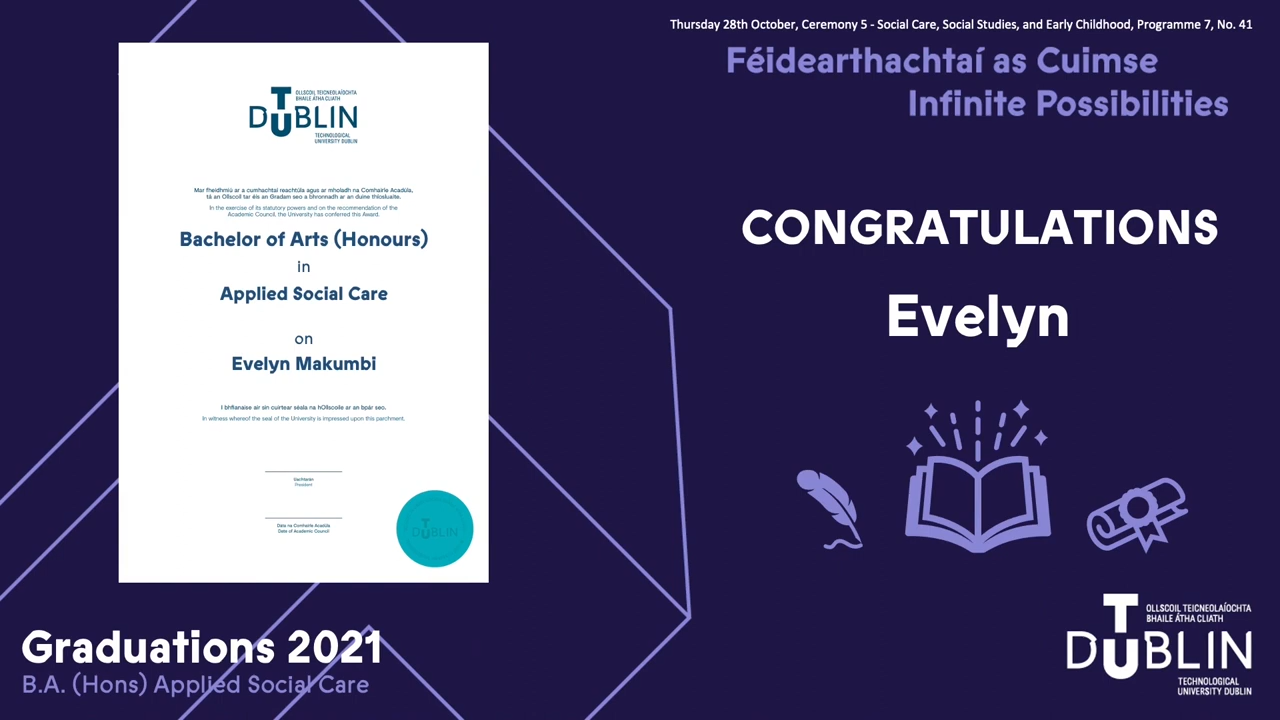 Thursday 28th October, Ceremony 5 - Social Care, Social Studies, and Early Childhood, Programme 7, No. 41
Féidearthachtaí as Cuimse
Infinite Possibilities
OLLSCOIL TEICNEOLAÍOCHTA
BHAILE ÁTHA CLIATH
TU DUBLIN
TECHNOLOGICAL
UNIVERSITY DUBLIN
Mar fheidhmiú ar a cumhachtaí reachtúla agus ar mholadh na Comhairle Acadúla,
tá an Ollscoil tar éis an Gradam seo a bhronnadh ar an duine thíosluaite.
In the exercise of its statutory powers and on the recommendation of the
Academic Council, the University has conferred this Award.
Bachelor of Arts (Honours)
in
Applied Social Care
on
Evelyn Makumbi
I bhfianaise air sin cuirtear séala na hOllscoile ar an bpár seo.
In witness whereof the seal of the University is impressed upon this parchment.
Uachtarán
President
Dáta na Comhairle Acadúla
Date of Academic Council
TU DUBLIN
CONGRATULATIONS
Evelyn
Graduations 2021
B.A. (Hons) Applied Social Care
OLLSCOIL TEICNEOLAÍOCHTA
BHAILE ÁTHA CLIATH
TU DUBLIN
TECHNOLOGICAL
UNIVERSITY DUBLIN